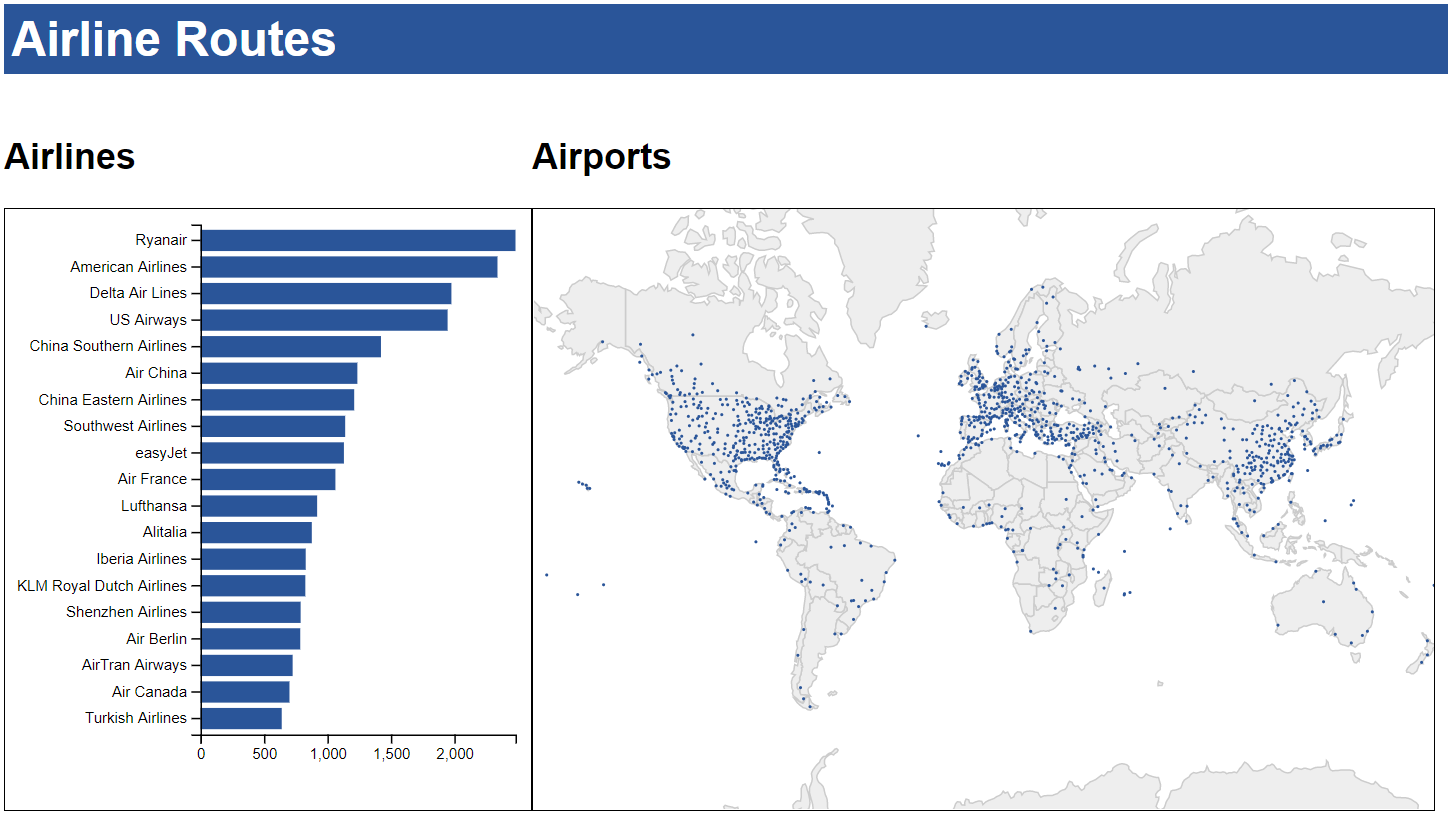 Airline Routes
Airlines
Airports
Ryanair
American Airlines
Delta Air Lines
US Airways
China Southern Airlines
Air China
China Eastern Airlines
Southwest Airlines
easyJet
Air France
Lufthansa
Alitalia
Iberia Airlines
KLM Royal Dutch Airlines
Shenzhen Airlines
Air Berlin
AirTran Airways
Air Canada
Turkish Airlines
0 500 1,000 1,500 2,000